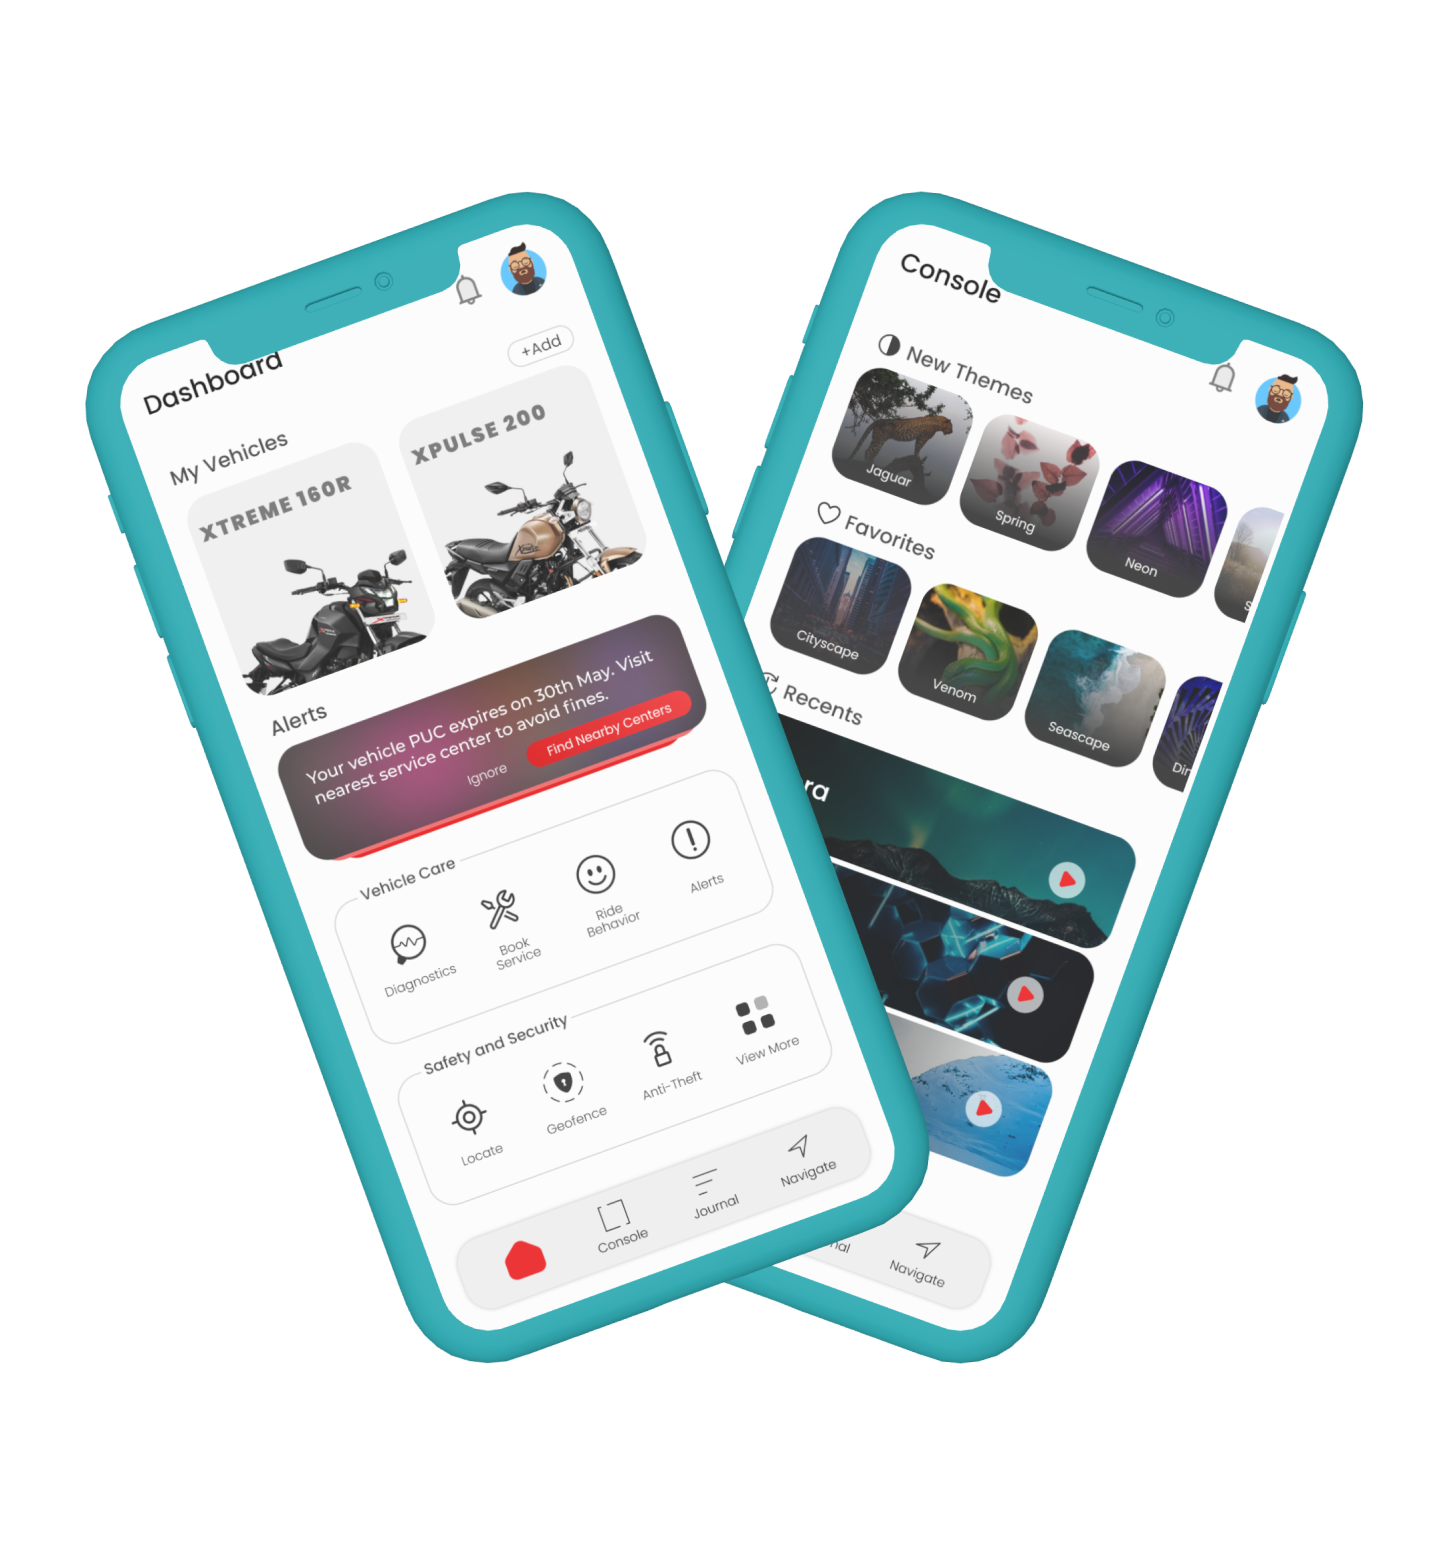 Dashboard
+Add
My Vehicles
XTREME 160R
XPULSE 200
Alerts
Your vehicle PUC expires on 30th May. Visit
nearest service center to avoid fines.
Ignore
Find Nearby Centers
Vehicle Care
Diagnostics
Book
Service
Ride
Behavior
Alerts
Safety and Security
Locate
Geofence
Anti-Theft
View More
Console
Journal
Navigate
Console
New Themes
Jaguar
Spring
Neon
S
Favorites
Cityscape
Venom
Seascape
Din
Recents
ra
nal
Navigate